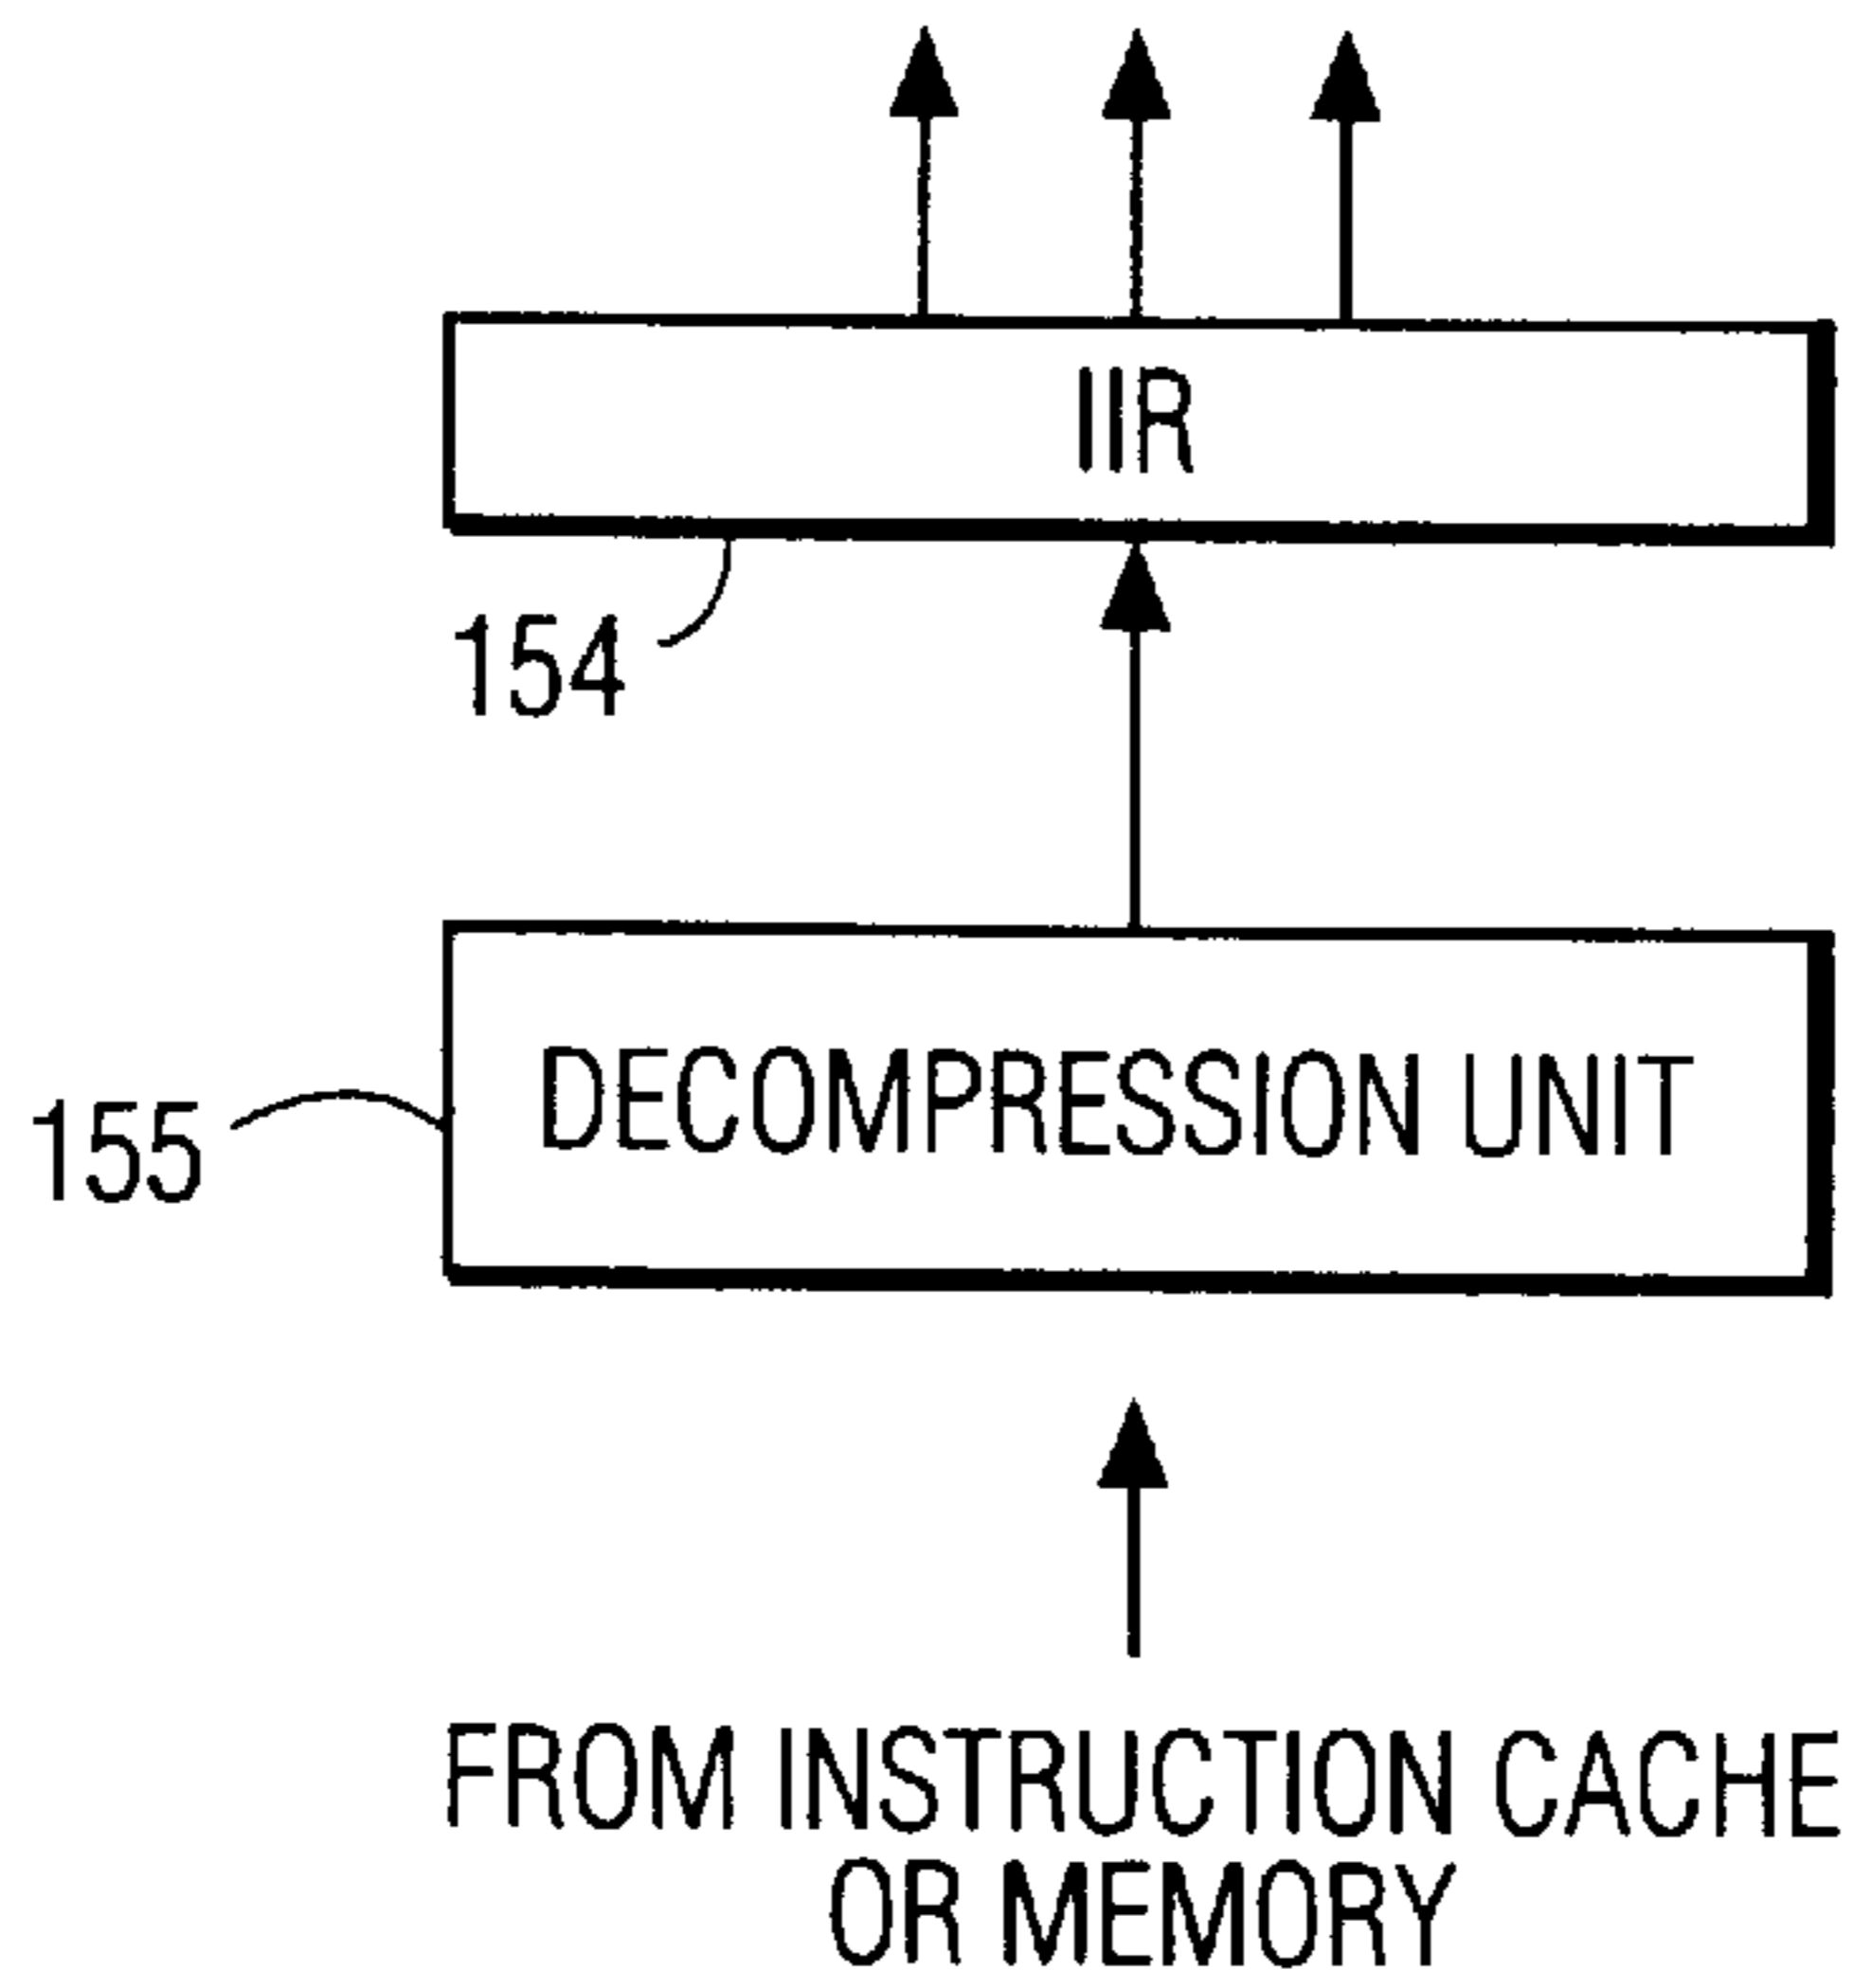 IIR
154
DECOMPRESSION UNIT
155
FROM INSTRUCTION CACHE
OR MEMORY